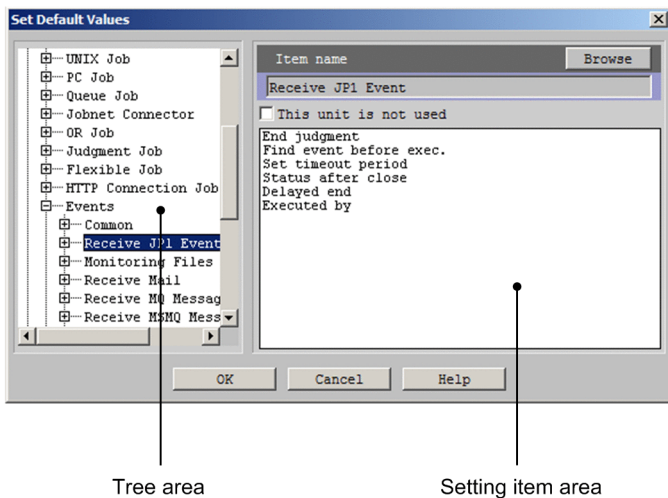 Set Default Values
UNIX Job
PC Job
Queue Job
Jobnet Connector
OR Job
Judgment Job
Flexible Job
HTTP Connection Job
Events
Common
Receive JP1 Event
Monitoring Files
Receive Mail
Receive MQ Messag
Receive MSMQ Mess
Item name
Browse
Receive JP1 Event
This unit is not used
End judgment
Find event before exec.
Set timeout period
Status after close
Delayed end
Executed by
OK
Cancel
Help
Tree area
Setting item area